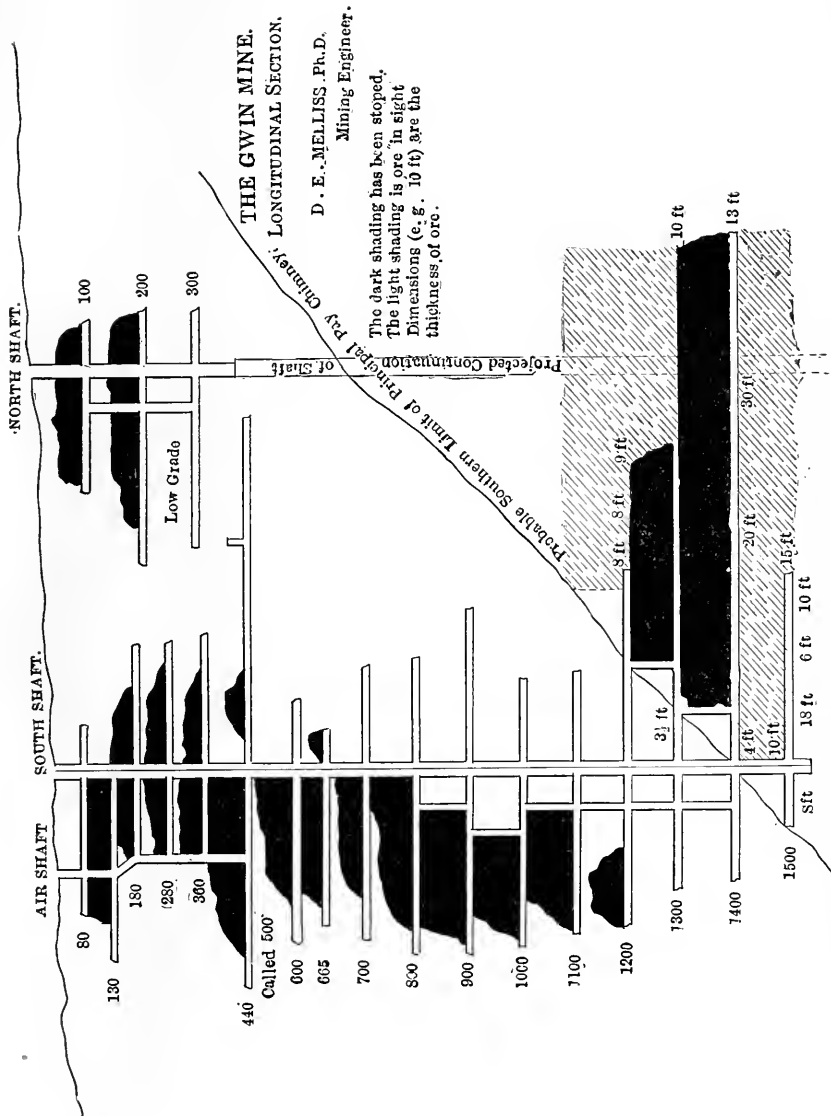 THE GWIN MINE.
LONGITUDINAL SECTION.
D. E. MELLISS. Ph.D.
Mining Engineer.
The dark shading has been stoped.
The light shading is ore in sight
Dimensions (e. g. 10 ft) are the
thickness of ore.
AIR SHAFT
SOUTH SHAFT.
NORTH SHAFT.
80
130
180
280
360
440
Called 500
600
665
700
800
900
1000
1100
1200
1300
1400
1500
100
200
300
Low Grade
Projected Continuation
of Shaft
Probable Southern Limit of Principal Pay Chimney
8 ft
8 ft
9 ft
10 ft
3½ ft
13 ft
4 ft
20 ft
30 ft
10 ft
15 ft
8ft
18 ft
6 ft
10 ft